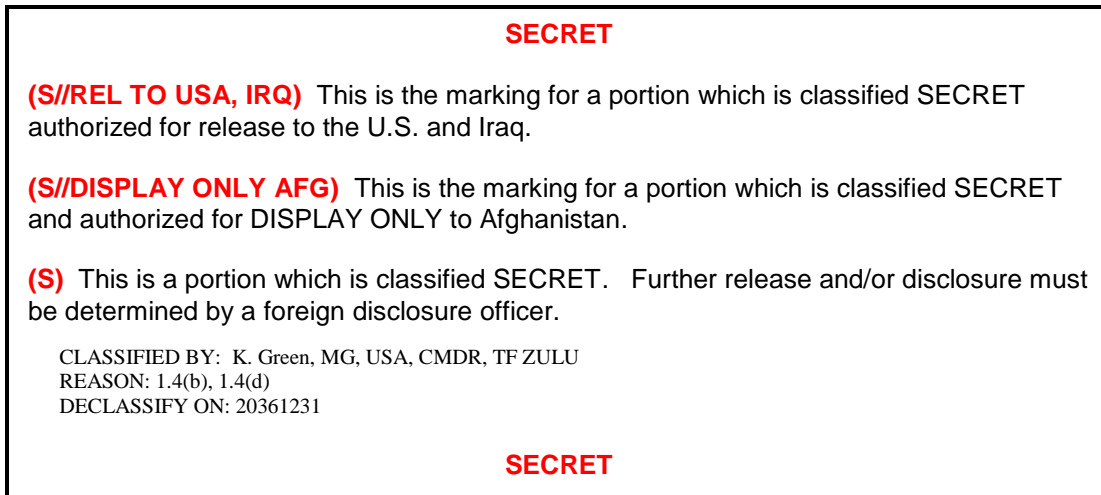 SECRET
(S//REL TO USA, IRQ) This is the marking for a portion which is classified SECRET
authorized for release to the U.S. and Iraq.
(S//DISPLAY ONLY AFG) This is the marking for a portion which is classified SECRET
and authorized for DISPLAY ONLY to Afghanistan.
(S) This is a portion which is classified SECRET. Further release and/or disclosure must
be determined by a foreign disclosure officer.
CLASSIFIED BY: K. Green, MG, USA, CMDR, TF ZULU
REASON: 1.4(b), 1.4(d)
DECLASSIFY ON: 20361231
SECRET